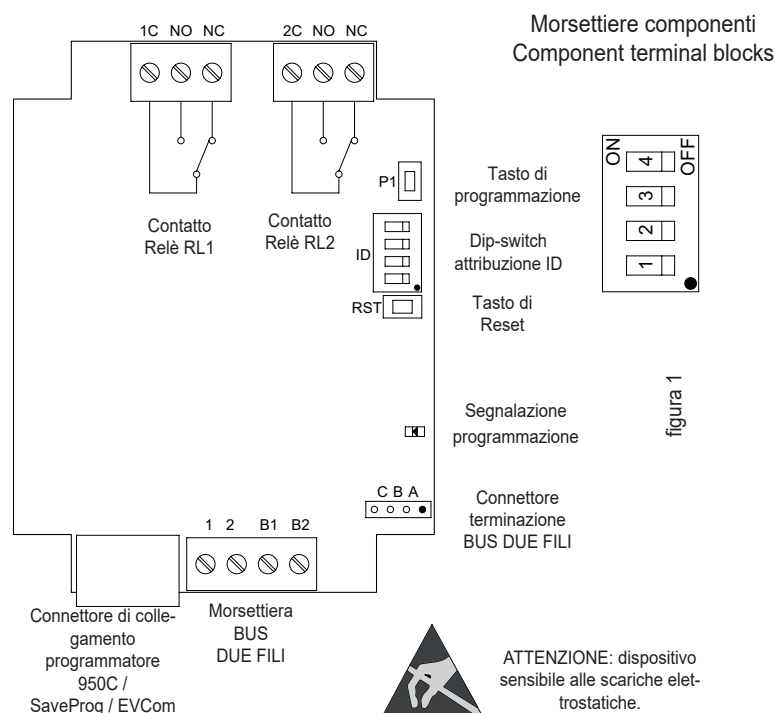 Morsettiere componenti
Component terminal blocks
1C NO NC
2C NO NC
Contatto
Relè RL1
Contatto
Relè RL2
P1
Tasto di
programmazione
ID
Dip-switch
attribuzione ID
RST
Tasto di
Reset
ON
OFF
4
3
2
1
figura 1
Segnalazione
programmazione
C B A
Connettore
terminazione
BUS DUE FILI
1 2 B1 B2
Connettore di colle-
gamento
programmatore
950C /
SaveProg / EVCom
Morsettiera
BUS
DUE FILI
ATTENZIONE: dispositivo
sensibile alle scariche elet-
trostatiche.